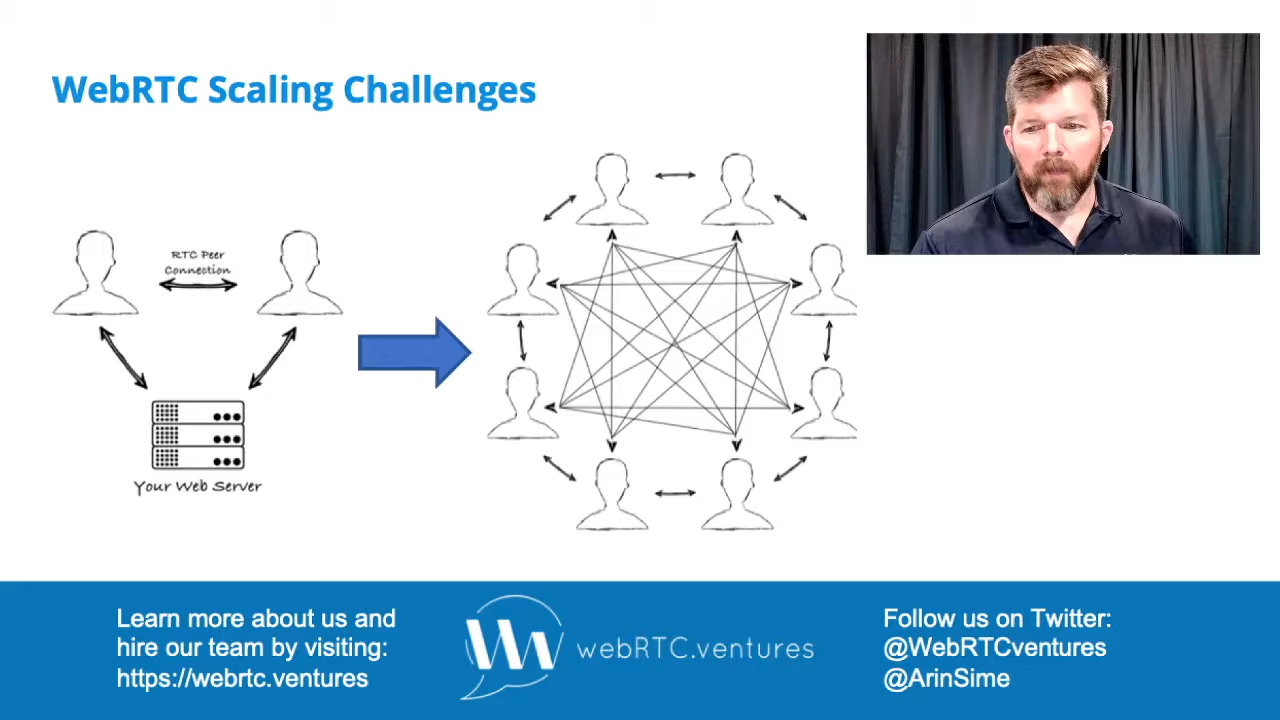 WebRTC Scaling Challenges
RTC Peer
Connection
Your Web Server
Learn more about us and
hire our team by visiting:
https://webrtc.ventures
webRTC.ventures
Follow us on Twitter:
@WebRTCventures
@ArinSime